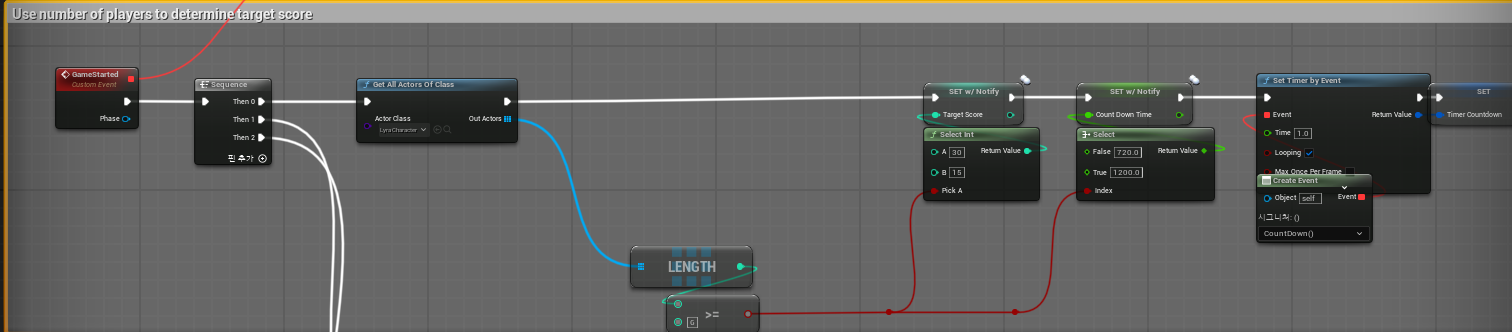 Use number of players to determine target score
GameStarted
Custom Event
Phase
Sequence
Then 0
Then 1
Then 2
핀 추가
Get All Actors Of Class
Actor Class
LyraCharacter
Out Actors
LENGTH
>=
6
SET w/ Notify
Target Score
Select Int
A 30
Return Value
B 15
Pick A
SET w/ Notify
Count Down Time
Select
False 720.0
Return Value
True 1200.0
Index
Set Timer by Event
Event
Return Value
Time 1.0
Looping
Max Once Per Frame
Create Event
Object self
Event
시그니처: ()
CountDown()
SET
Timer Countdown